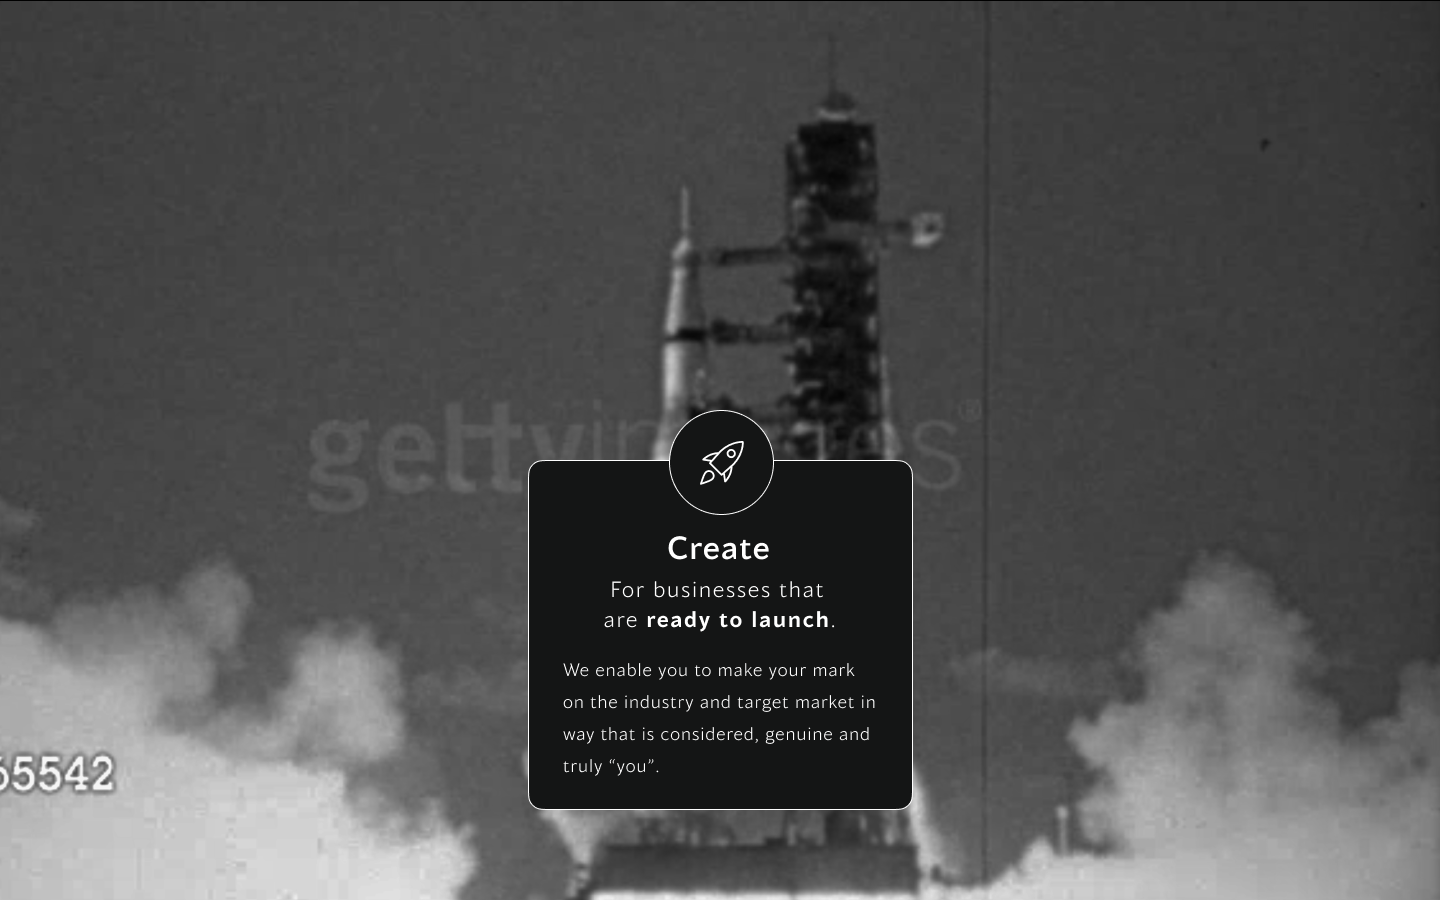 gettyimages®
Create
For businesses that
are ready to launch.
We enable you to make your mark
on the industry and target market in
way that is considered, genuine and
truly “you”.
65542